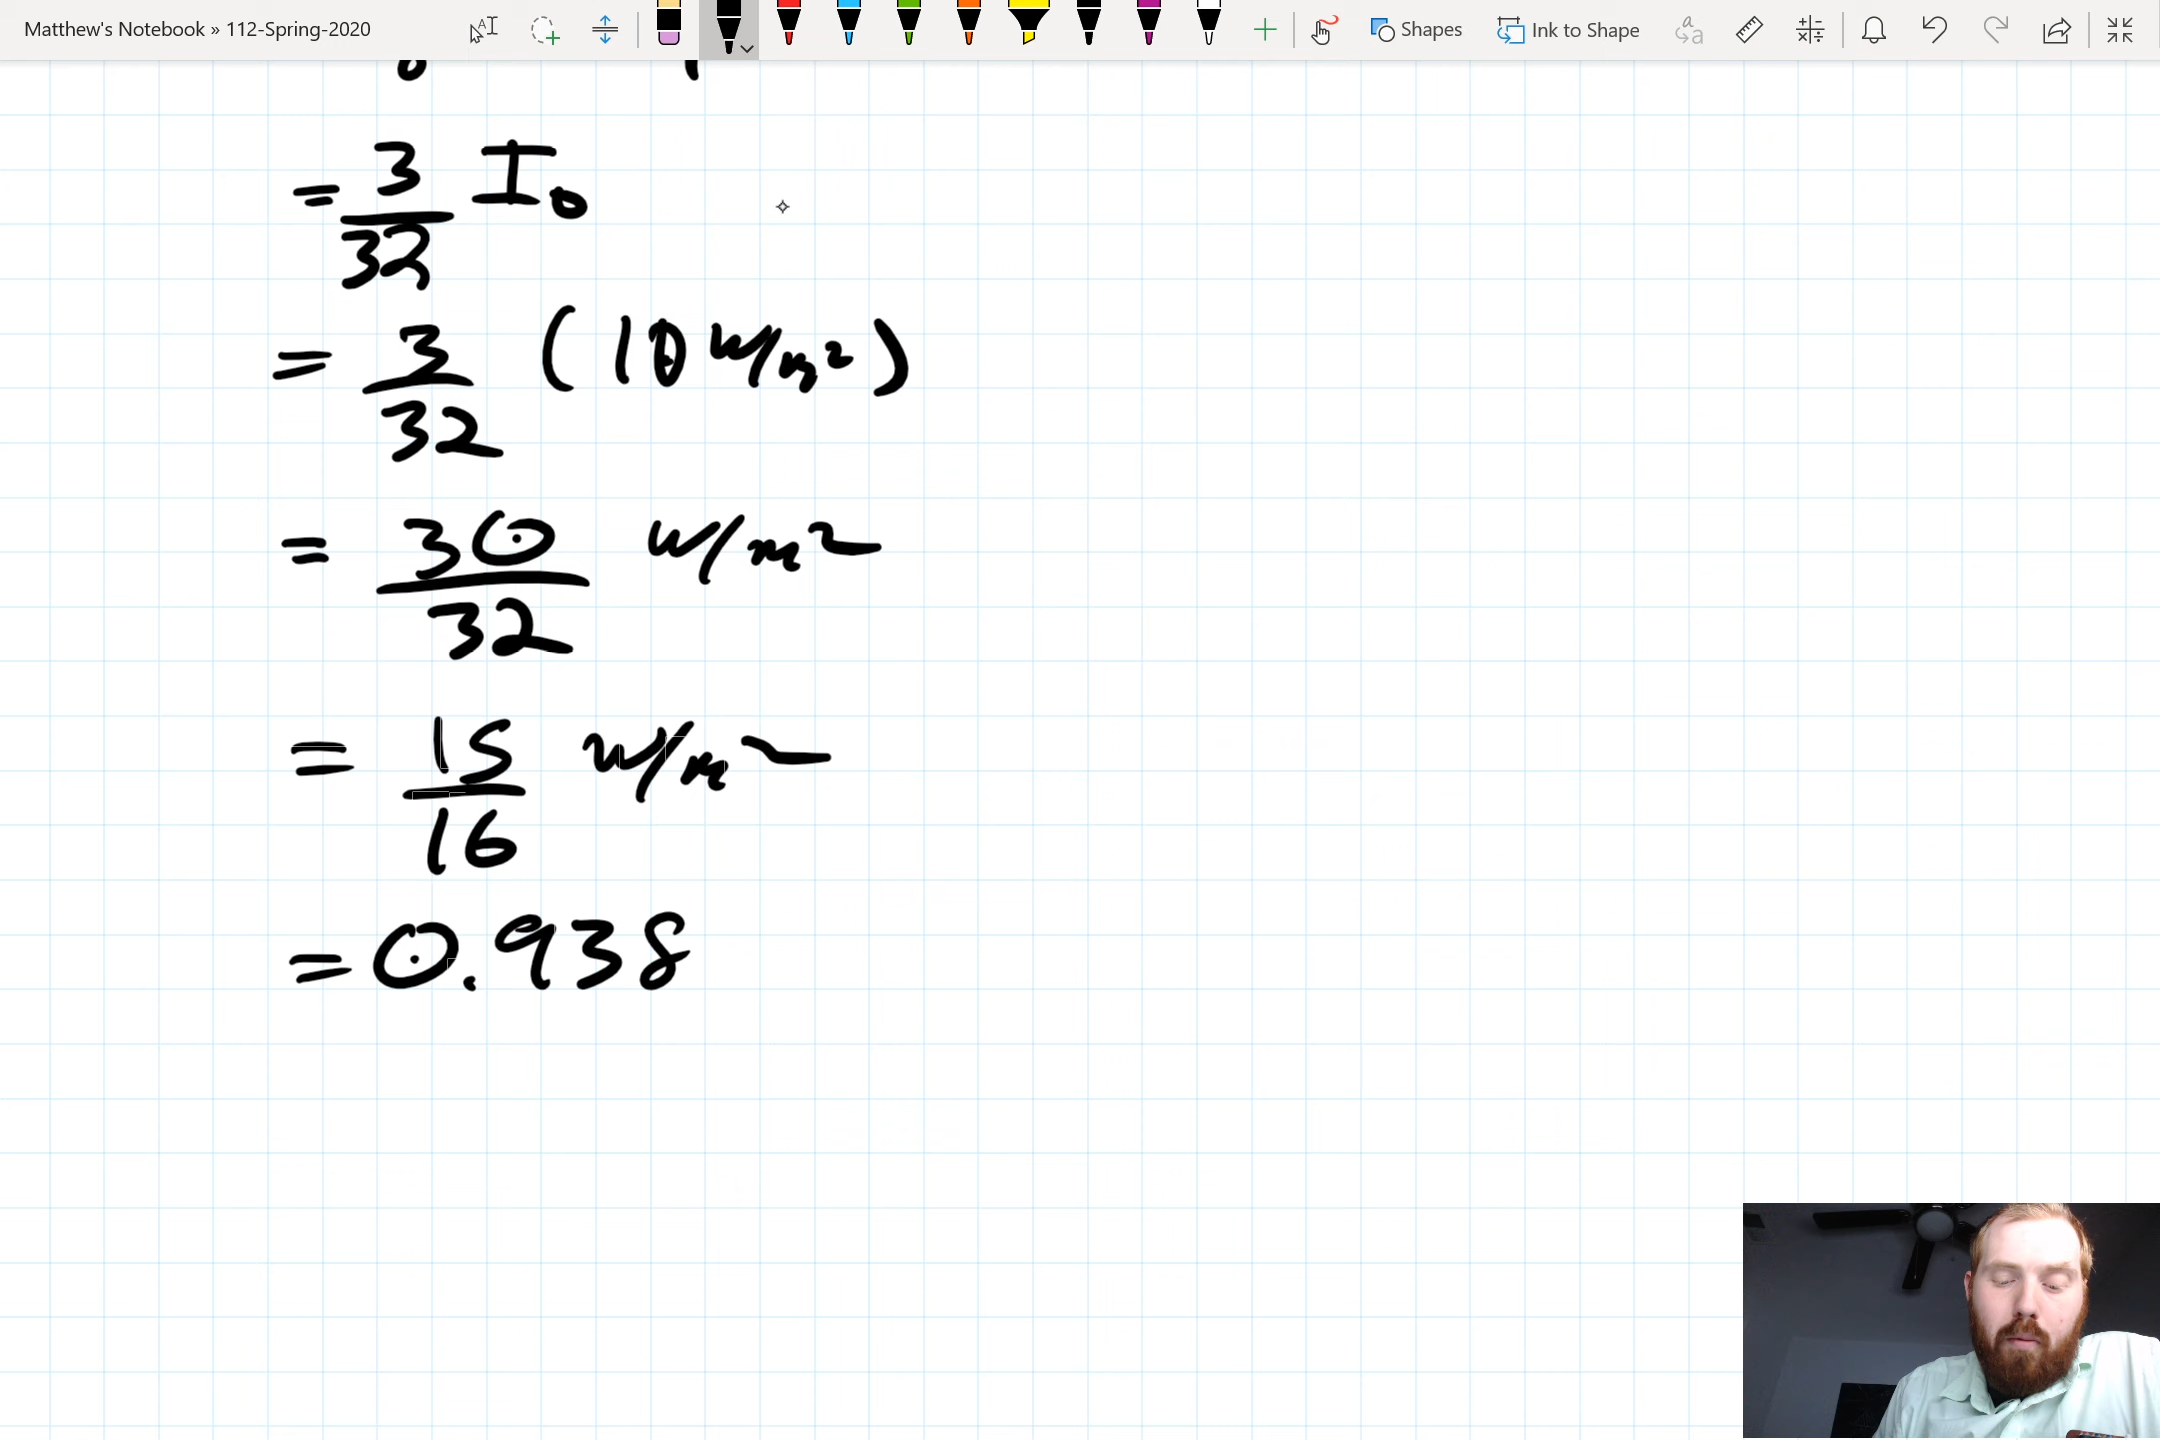 Matthew's Notebook » 112-Spring-2020 Shapes Ink to Shape
= 3/32 I₀
= 3/32 (10 W/m²)
= 30/32 W/m²
= 15/16 W/m²
= 0.938